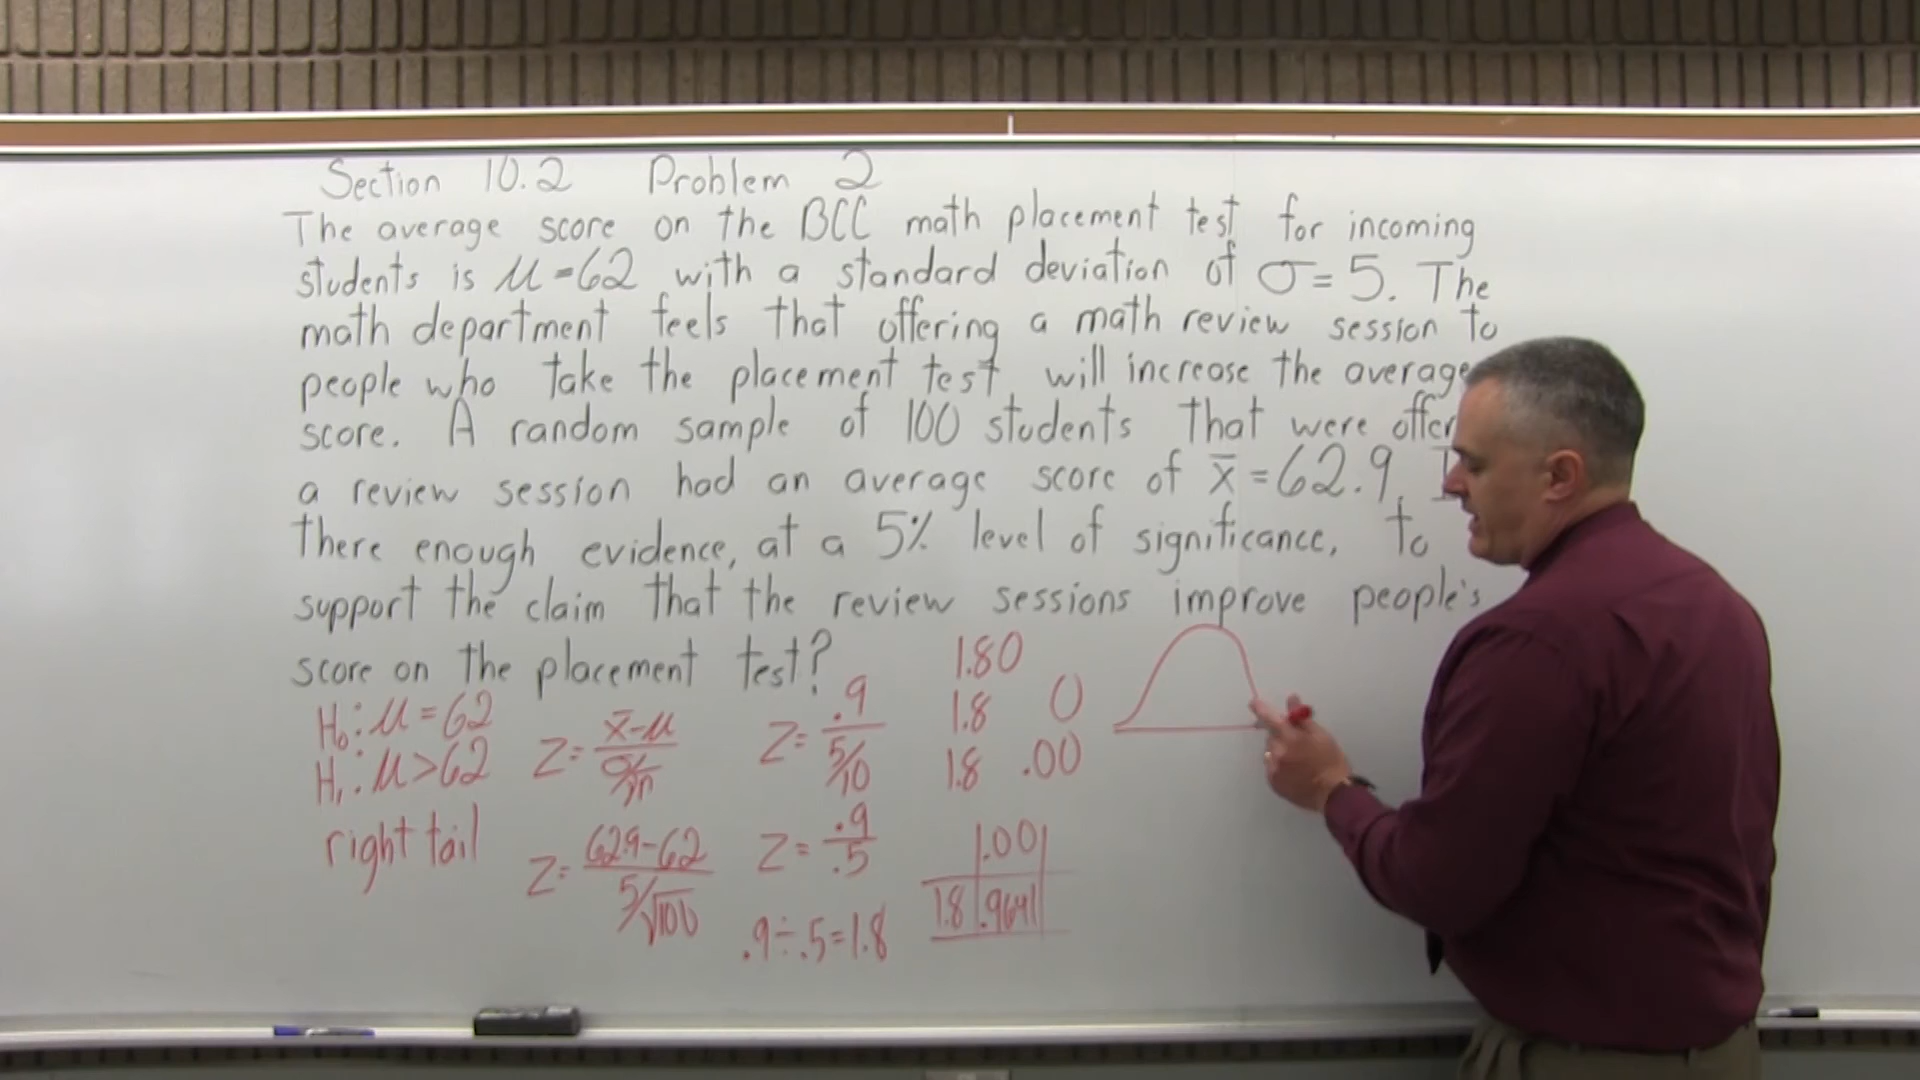 Section 10.2 Problem 2
The average score on the BCC math placement test for incoming
students is μ=62 with a standard deviation of σ=5. The
math department feels that offering a math review session to
people who take the placement test will increase the average
score. A random sample of 100 students that were offer
a review session had an average score of x̄=62.9.
there enough evidence, at a 5% level of significance, to
support the claim that the review sessions improve people's
score on the placement test?
H₀: μ=62
H₁: μ>62
right tail
Z= x̄-μ / σ/√n
Z= 62.9-62 / 5/√100
Z= .9 / 5/10
Z= .9 / .5
.9÷.5=1.8
1.80
1.8 0
1.8 .00
.00
1.8 .9641